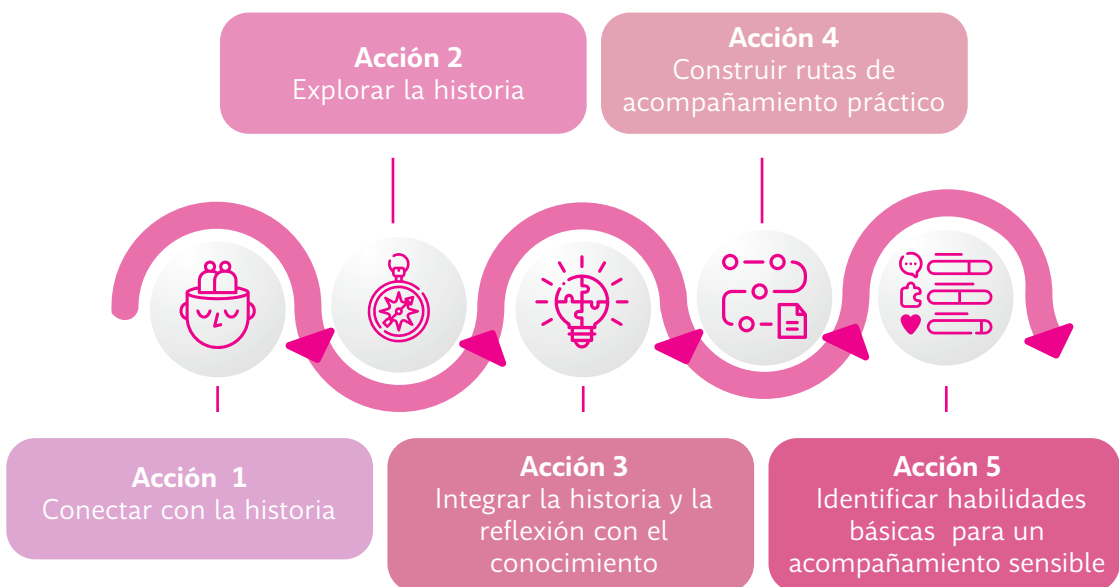 Acción 2
Explorar la historia
Acción 4
Construir rutas de
acompañamiento práctico
Acción 1
Conectar con la historia
Acción 3
Integrar la historia y la
reflexión con el
conocimiento
Acción 5
Identificar habilidades
básicas para un
acompañamiento sensible